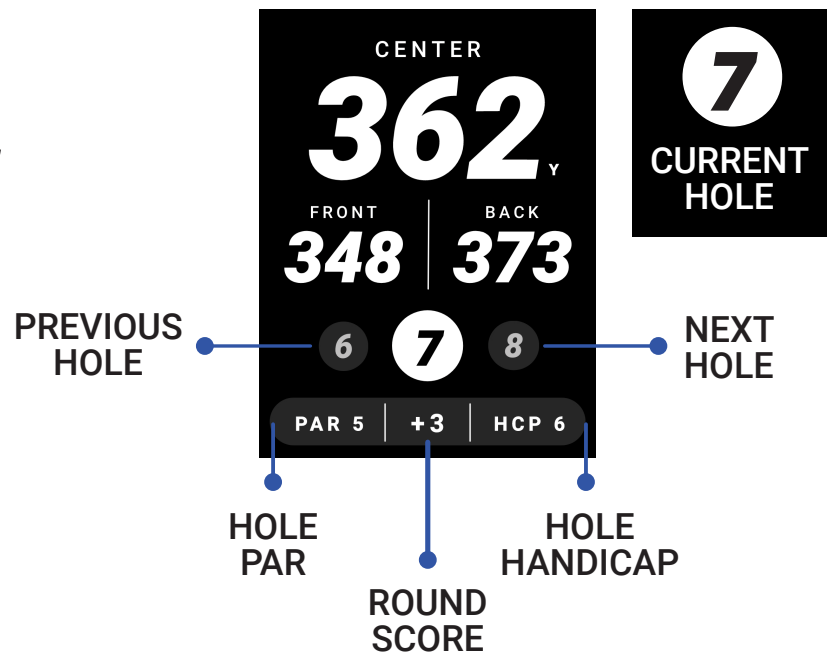 CENTER
362 Y
FRONT BACK
348 373
6 7 8
PAR 5 +3 HCP 6
7
CURRENT
HOLE
PREVIOUS
HOLE
NEXT
HOLE
HOLE
PAR
ROUND
SCORE
HOLE
HANDICAP